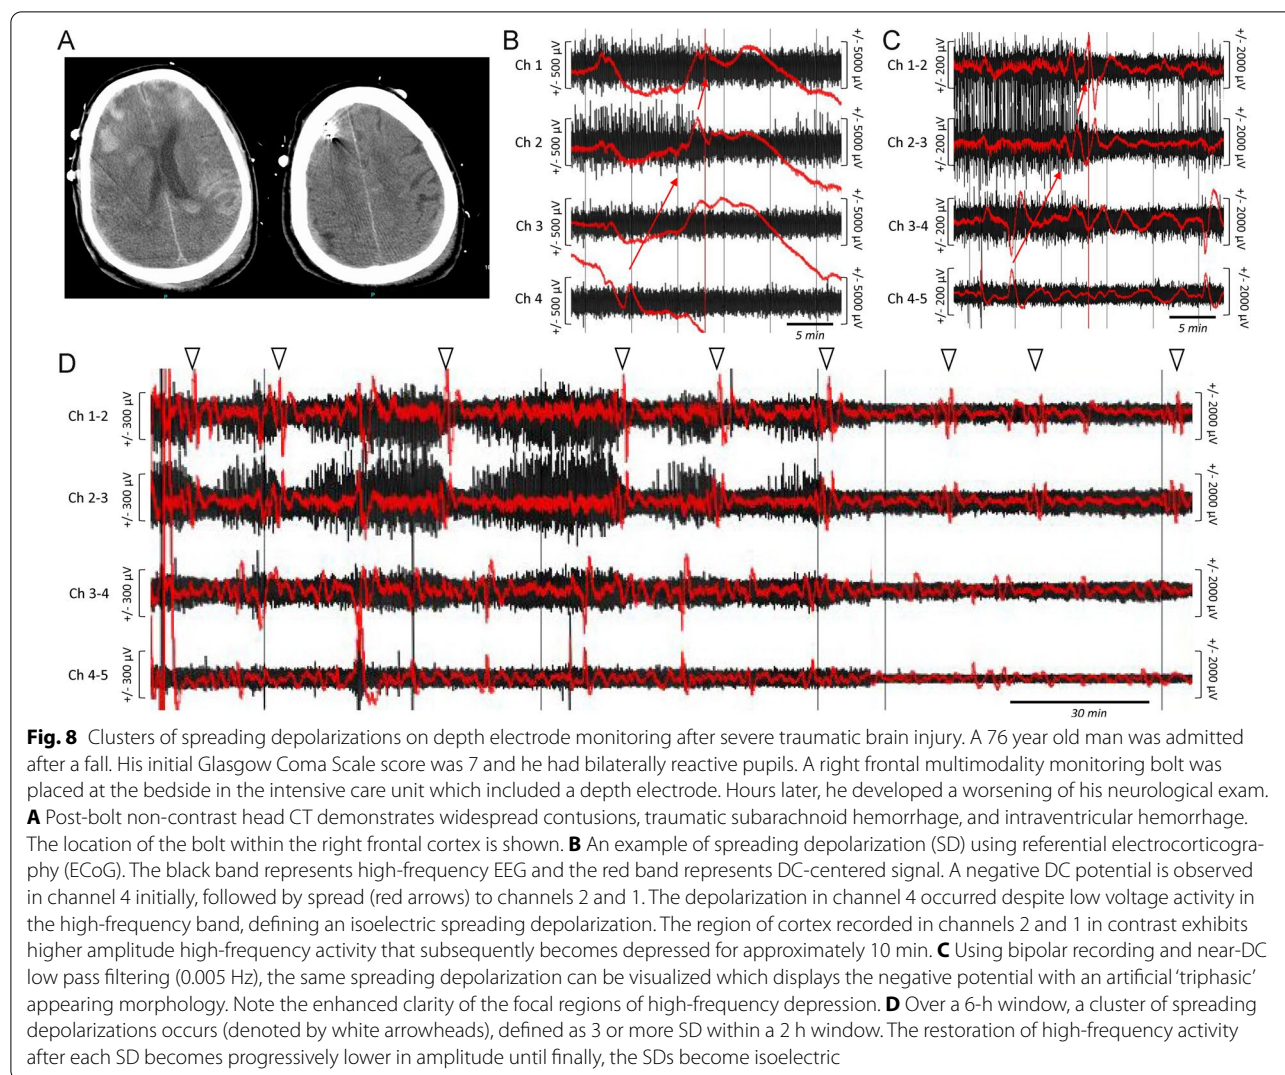 A
B
C
Ch 1
Ch 2
Ch 3
Ch 4
+/- 500 µV
+/- 500 µV
+/- 500 µV
+/- 500 µV
+/- 5000 µV
+/- 5000 µV
+/- 5000 µV
+/- 5000 µV
5 min
Ch 1-2
Ch 2-3
Ch 3-4
Ch 4-5
+/- 200 µV
+/- 200 µV
+/- 200 µV
+/- 200 µV
+/- 2000 µV
+/- 2000 µV
+/- 2000 µV
+/- 2000 µV
5 min
D
Ch 1-2
Ch 2-3
Ch 3-4
Ch 4-5
+/- 300 µV
+/- 300 µV
+/- 300 µV
+/- 300 µV
+/- 2000 µV
+/- 2000 µV
+/- 2000 µV
+/- 2000 µV
30 min
Fig. 8 Clusters of spreading depolarizations on depth electrode monitoring after severe traumatic brain injury. A 76 year old man was admitted
after a fall. His initial Glasgow Coma Scale score was 7 and he had bilaterally reactive pupils. A right frontal multimodality monitoring bolt was
placed at the bedside in the intensive care unit which included a depth electrode. Hours later, he developed a worsening of his neurological exam.
A Post-bolt non-contrast head CT demonstrates widespread contusions, traumatic subarachnoid hemorrhage, and intraventricular hemorrhage.
The location of the bolt within the right frontal cortex is shown. B An example of spreading depolarization (SD) using referential electrocorticogra-
phy (ECoG). The black band represents high-frequency EEG and the red band represents DC-centered signal. A negative DC potential is observed
in channel 4 initially, followed by spread (red arrows) to channels 2 and 1. The depolarization in channel 4 occurred despite low voltage activity in
the high-frequency band, defining an isoelectric spreading depolarization. The region of cortex recorded in channels 2 and 1 in contrast exhibits
higher amplitude high-frequency activity that subsequently becomes depressed for approximately 10 min. C Using bipolar recording and near-DC
low pass filtering (0.005 Hz), the same spreading depolarization can be visualized which displays the negative potential with an artificial ‘triphasic’
appearing morphology. Note the enhanced clarity of the focal regions of high-frequency depression. D Over a 6-h window, a cluster of spreading
depolarizations occurs (denoted by white arrowheads), defined as 3 or more SD within a 2 h window. The restoration of high-frequency activity
after each SD becomes progressively lower in amplitude until finally, the SDs become isoelectric